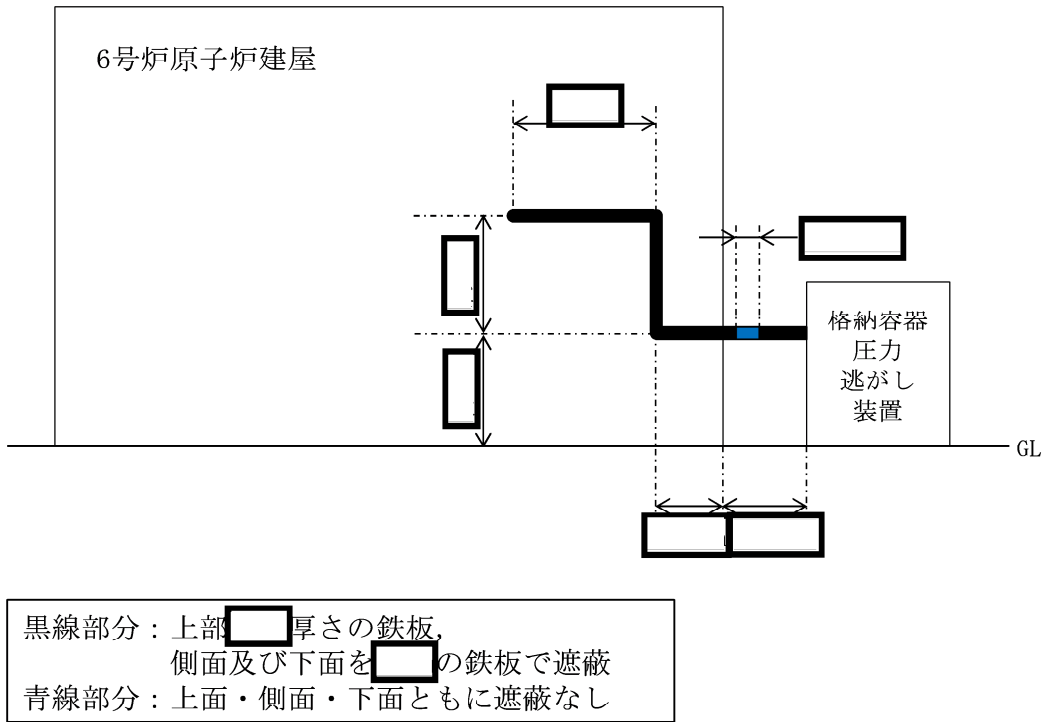 6号炉原子炉建屋
格納容器
圧力
逃がし
装置
GL
黒線部分：上部 厚さの鉄板，
側面及び下面を の鉄板で遮蔽
青線部分：上面・側面・下面ともに遮蔽なし